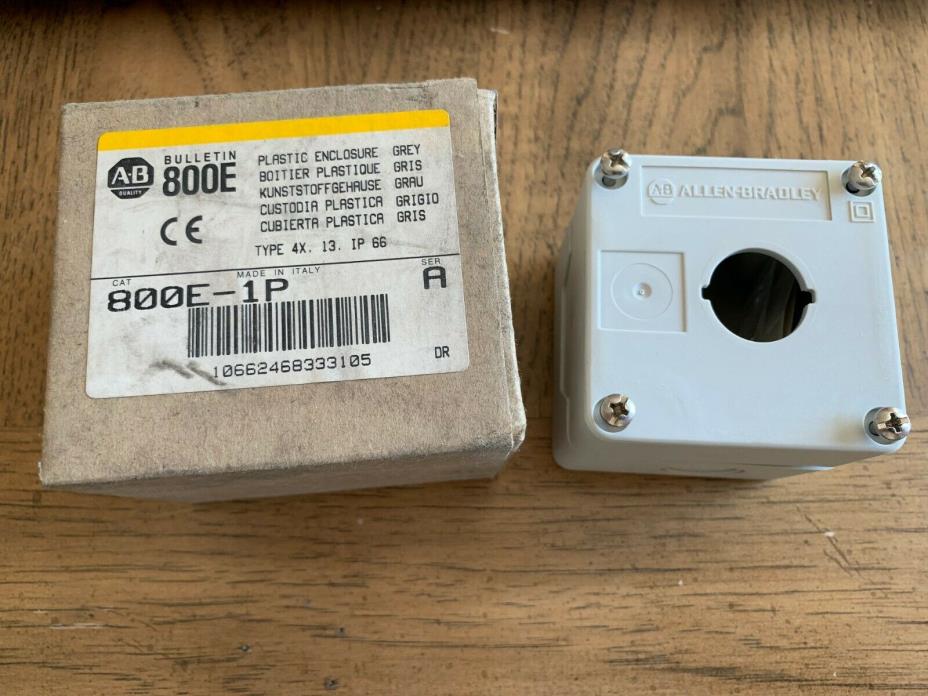 A-B
QUALITY
BULLETIN
800E
PLASTIC ENCLOSURE GREY
BOITIER PLASTIQUE GRIS
KUNSTSTOFFGEHAUSE GRAU
CUSTODIA PLASTICA GRIGIO
CUBIERTA PLASTICA GRIS
CE
TYPE 4X. 13. IP 66
MADE IN ITALY
CAT
800E-1P
SER
A
10662468333105
DR
AB ALLEN-BRADLEY